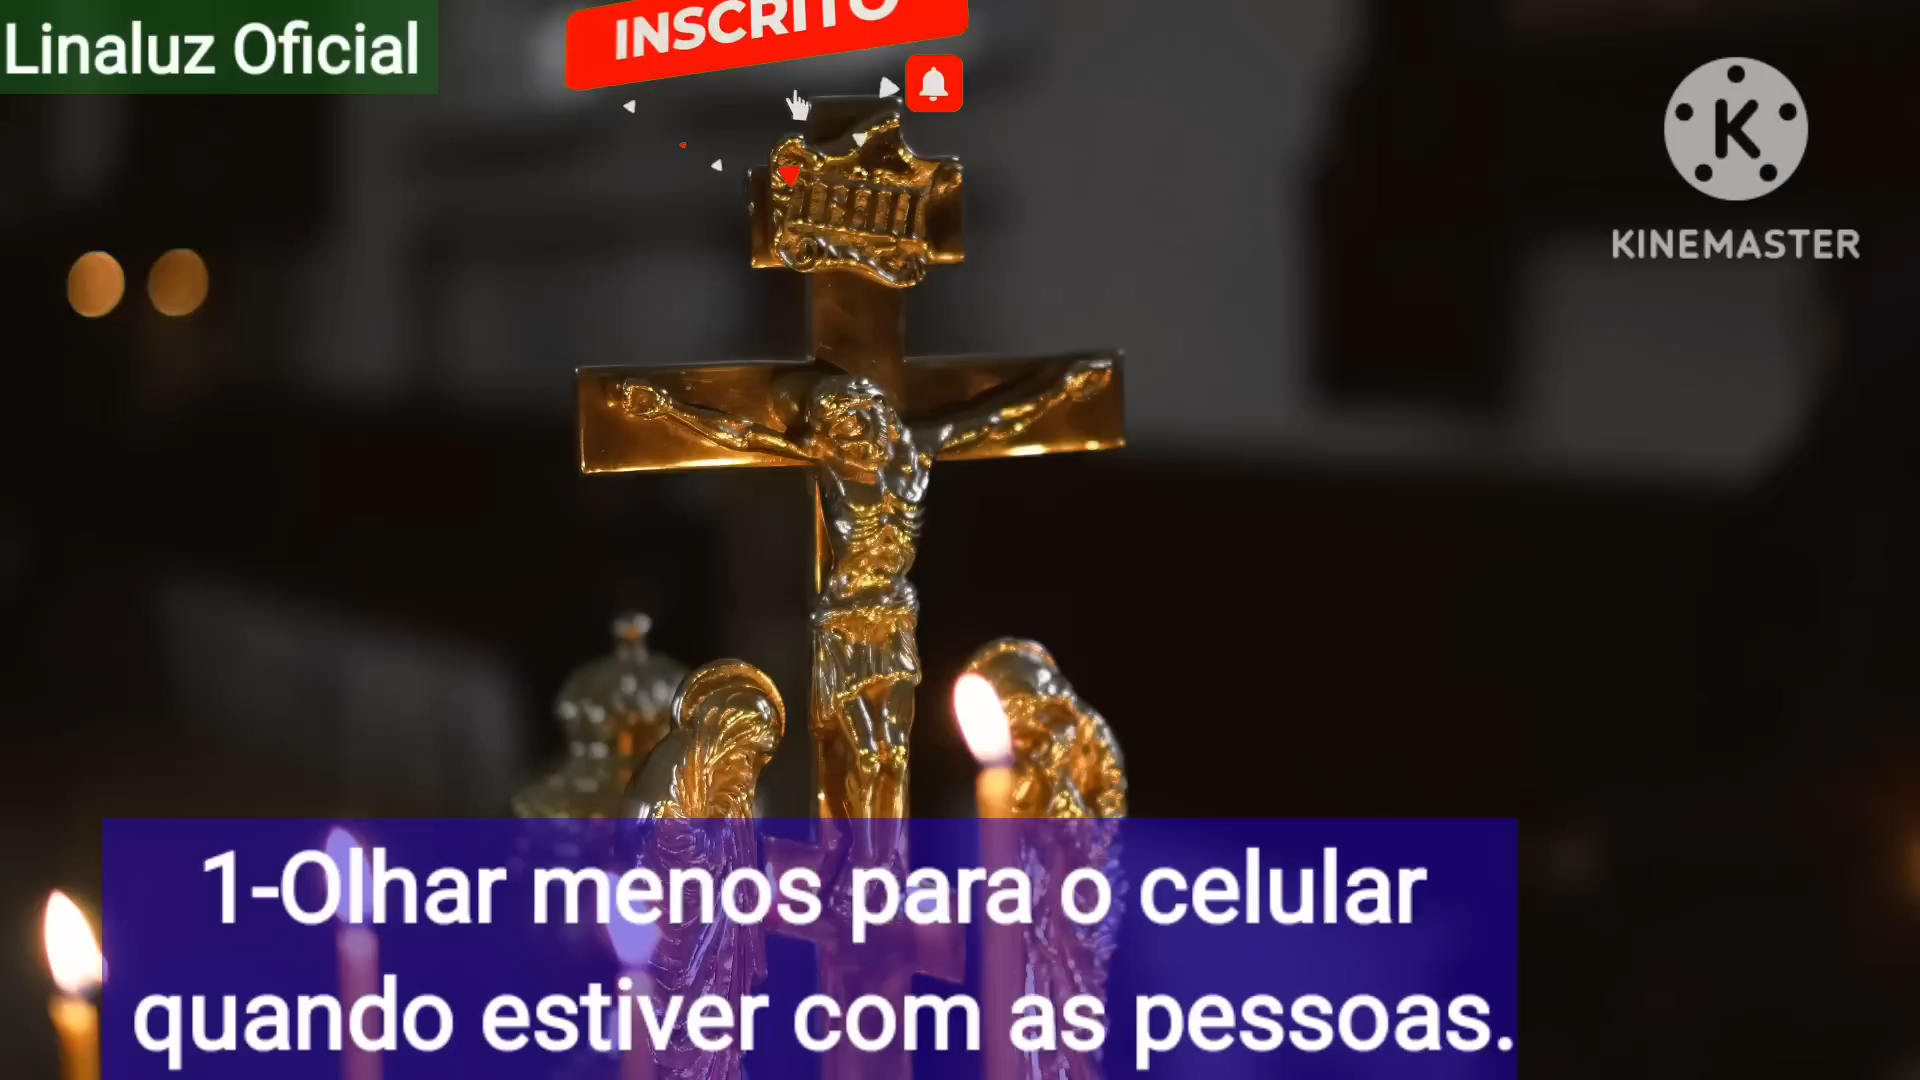 Linaluz Oficial
INSCRITO
K
KINEMASTER
1-Olhar menos para o celular
quando estiver com as pessoas.